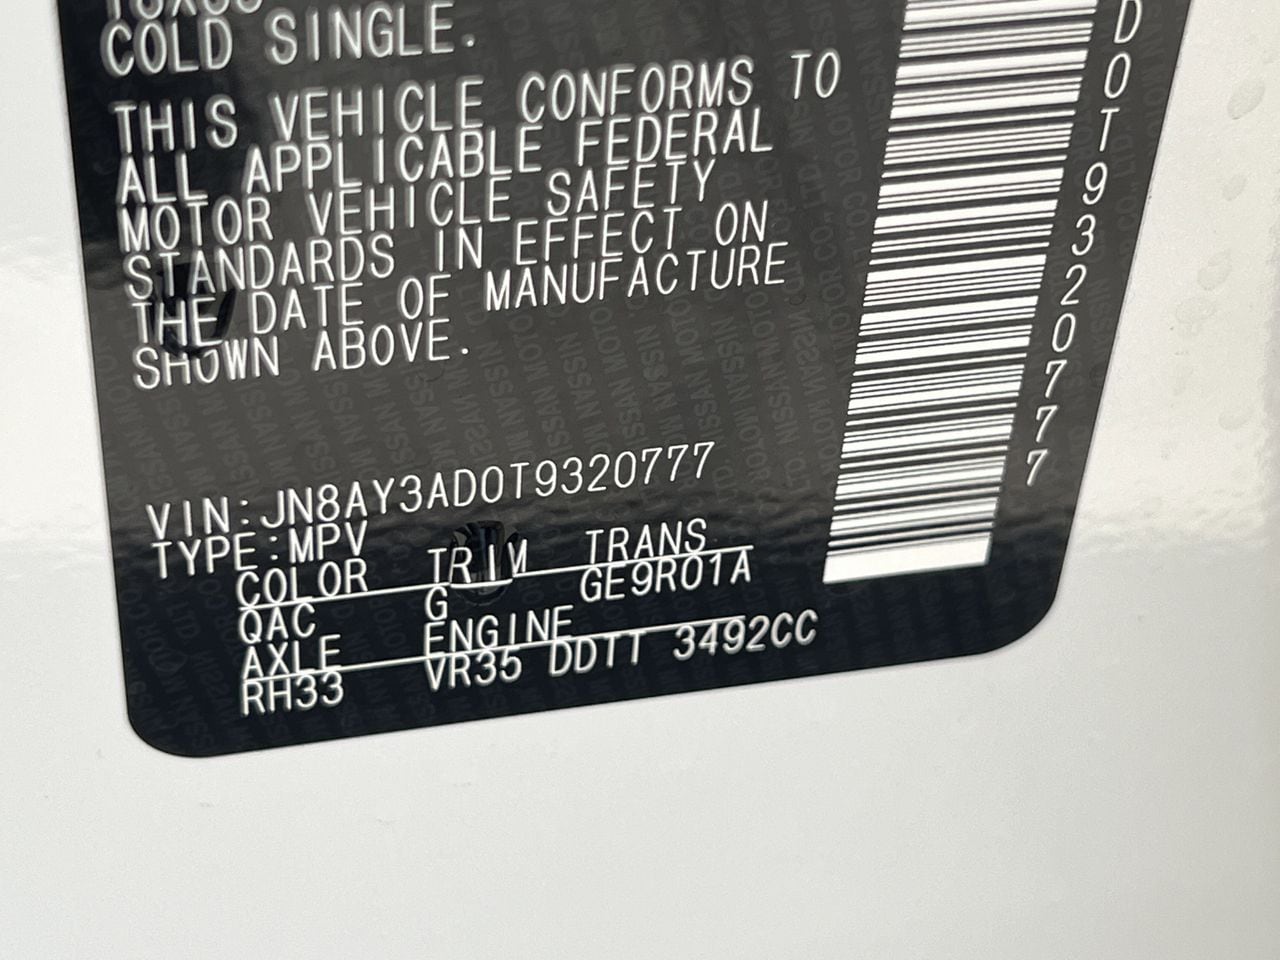 COLD SINGLE.
THIS VEHICLE CONFORMS TO
ALL APPLICABLE FEDERAL
MOTOR VEHICLE SAFETY
STANDARDS IN EFFECT ON
THE DATE OF MANUFACTURE
SHOWN ABOVE.
VIN:JN8AY3AD0T9320777
TYPE:MPV
COLOR TRIM TRANS
QAC G GE9R01A
AXLE ENGINE
RH33 VR35 DDTT 3492CC
D0T9320777